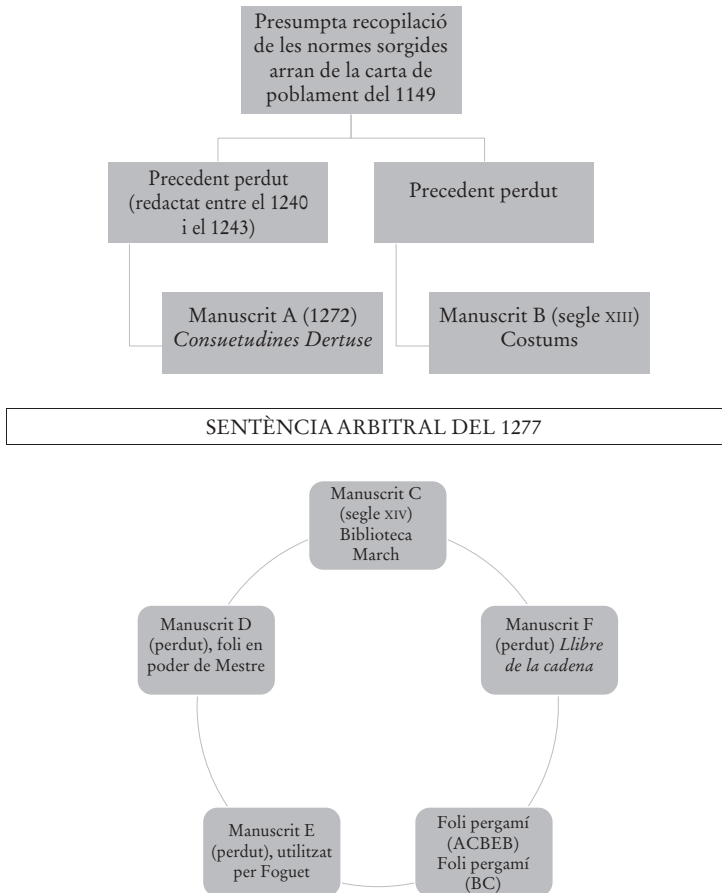 Presumpta recopilació
de les normes sorgides
arran de la carta de
poblament del 1149
Precedent perdut
(redactat entre el 1240
i el 1243)
Precedent perdut
Manuscrit A (1272)
Consuetudines Dertuse
Manuscrit B (segle XIII)
Costums
SENTÈNCIA ARBITRAL DEL 1277
Manuscrit C
(segle XIV)
Biblioteca
March
Manuscrit D
(perdut), foli en
poder de Mestre
Manuscrit F
(perdut) Llibre
de la cadena
Manuscrit E
(perdut), utilitzat
per Foguet
Foli pergamí
(ACBEB)
Foli pergamí
(BC)